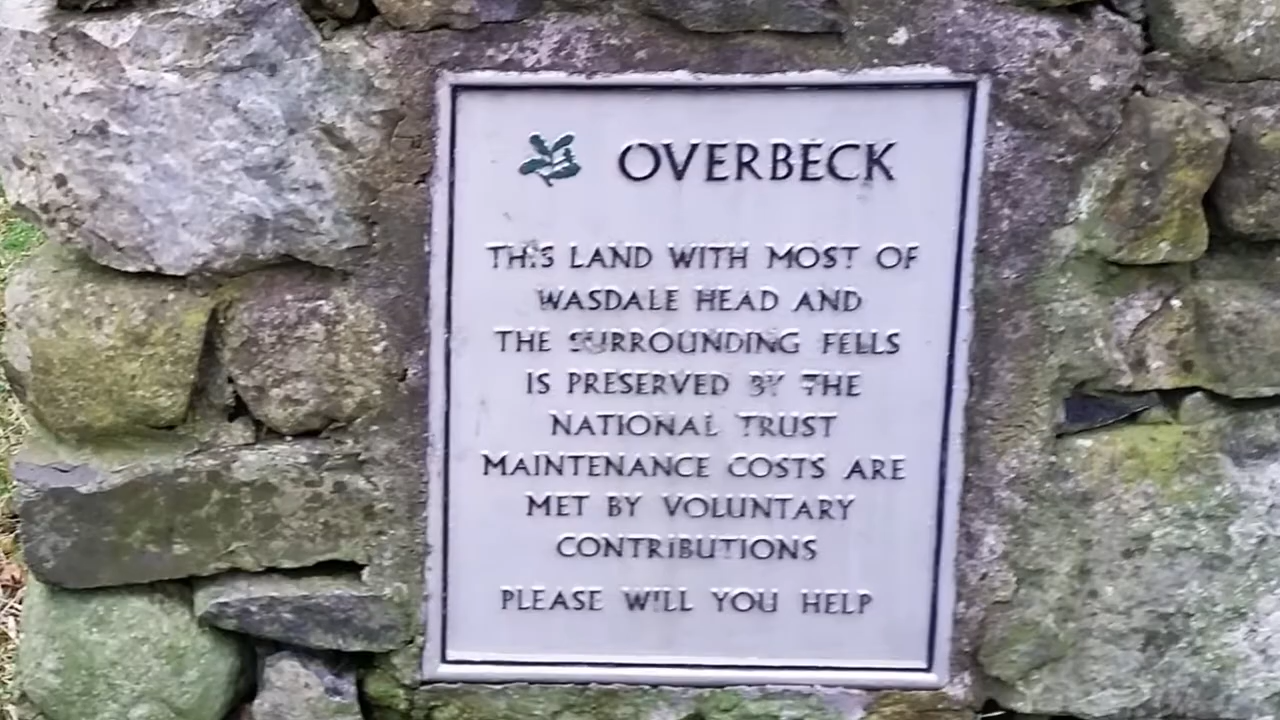 OVERBECK
THIS LAND WITH MOST OF
WASDALE HEAD AND
THE SURROUNDING FELLS
IS PRESERVED BY THE
NATIONAL TRUST
MAINTENANCE COSTS ARE
MET BY VOLUNTARY
CONTRIBUTIONS
PLEASE WILL YOU HELP